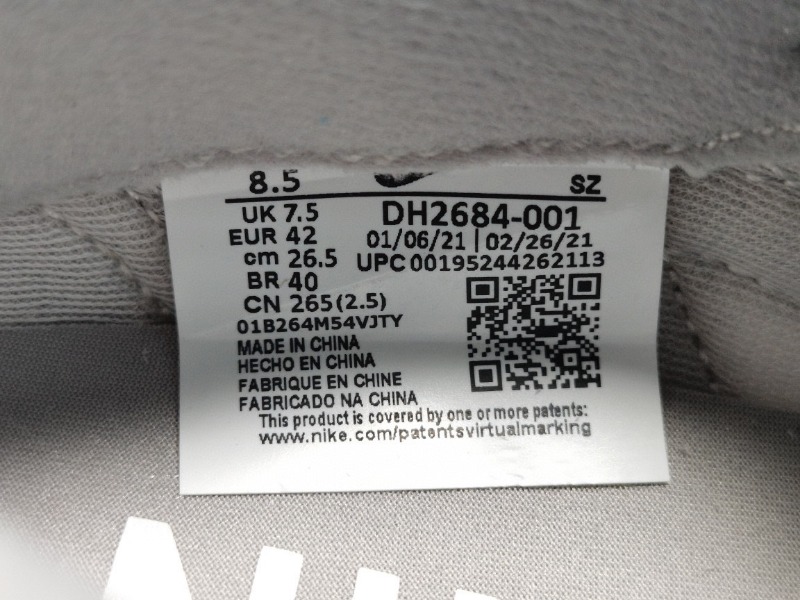 8.5 SZ
UK 7.5 DH2684-001
EUR 42 01/06/21 | 02/26/21
cm 26.5 UPC 00195244262113
BR 40
CN 265(2.5)
01B264M54VJTY
MADE IN CHINA
HECHO EN CHINA
FABRIQUE EN CHINE
FABRICADO NA CHINA
This product is covered by one or more patents:
www.nike.com/patentsvirtualmarking